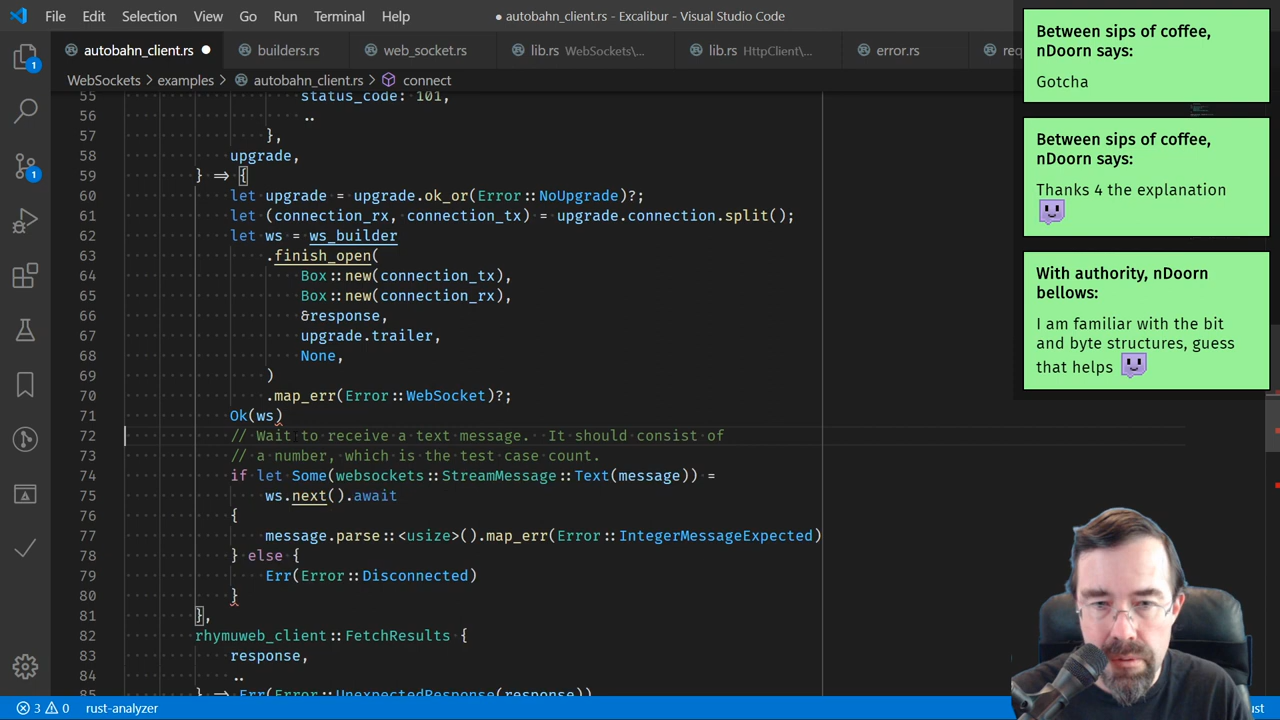 File Edit Selection View Go Run Terminal Help
● autobahn_client.rs - Excalibur - Visual Studio Code
autobahn_client.rs ●
builders.rs
web_socket.rs
lib.rs WebSockets\...
lib.rs HttpClient\...
error.rs
req
WebSockets > examples > autobahn_client.rs > connect
55 status_code: 101,
56 ..
57 },
58 upgrade,
59 } => {
60 let upgrade = upgrade.ok_or(Error::NoUpgrade)?;
61 let (connection_rx, connection_tx) = upgrade.connection.split();
62 let ws = ws_builder
63 .finish_open(
64 Box::new(connection_tx),
65 Box::new(connection_rx),
66 &response,
67 upgrade.trailer,
68 None,
69 )
70 .map_err(Error::WebSocket)?;
71 Ok(ws)
72 // Wait to receive a text message.  It should consist of
73 // a number, which is the test case count.
74 if let Some(websockets::StreamMessage::Text(message)) =
75 ws.next().await
76 {
77 message.parse::<usize>().map_err(Error::IntegerMessageExpected)
78 } else {
79 Err(Error::Disconnected)
80 }
81 },
82 rhymuweb_client::FetchResults {
83 response,
84 ..
85 } => Err(Error::UnexpectedResponse(response))
1
1
3 0 rust-analyzer
ust
Between sips of coffee,
nDoorn says:
Gotcha
Between sips of coffee,
nDoorn says:
Thanks 4 the explanation
With authority, nDoorn
bellows:
I am familiar with the bit
and byte structures, guess
that helps